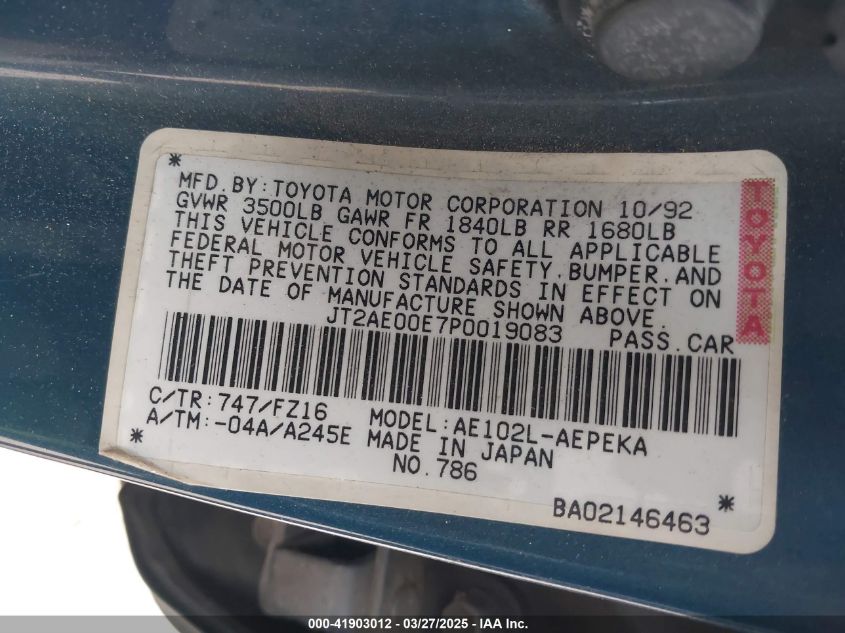 *
MFD.BY:TOYOTA MOTOR CORPORATION 10/92
GVWR 3500LB GAWR FR 1840LB RR 1680LB
THIS VEHICLE CONFORMS TO ALL APPLICABLE
FEDERAL MOTOR VEHICLE SAFETY,BUMPER,AND
THEFT PREVENTION STANDARDS IN EFFECT ON
THE DATE OF MANUFACTURE SHOWN ABOVE.
JT2AE00E7P0019083 PASS.CAR
TOYOTA
C/TR:747/FZ16 MODEL:AE102L-AEPEKA
A/TM:-04A/A245E MADE IN JAPAN
* NO.786 *
BA02146463
000-41903012 — 03/27/2025 — IAA Inc.